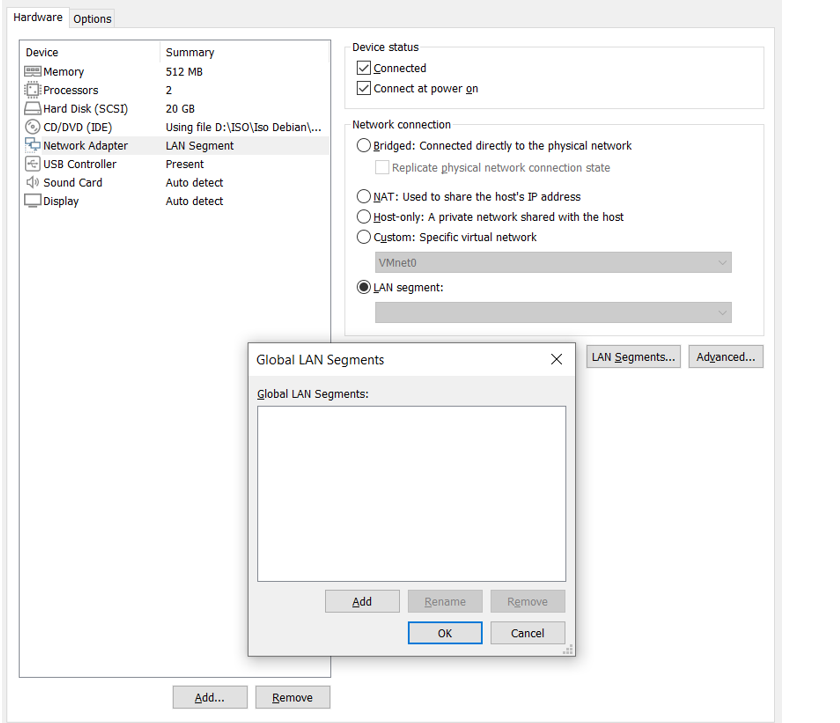 Hardware
Options
Device Summary
Memory 512 MB
Processors 2
Hard Disk (SCSI) 20 GB
CD/DVD (IDE) Using file D:\ISO\Iso Debian\...
Network Adapter LAN Segment
USB Controller Present
Sound Card Auto detect
Display Auto detect
Device status
Connected
Connect at power on
Network connection
Bridged: Connected directly to the physical network
Replicate physical network connection state
NAT: Used to share the host's IP address
Host-only: A private network shared with the host
Custom: Specific virtual network
VMnet0
LAN segment:
LAN Segments...
Advanced...
Global LAN Segments
Global LAN Segments:
Add
Rename
Remove
OK
Cancel
Add...
Remove